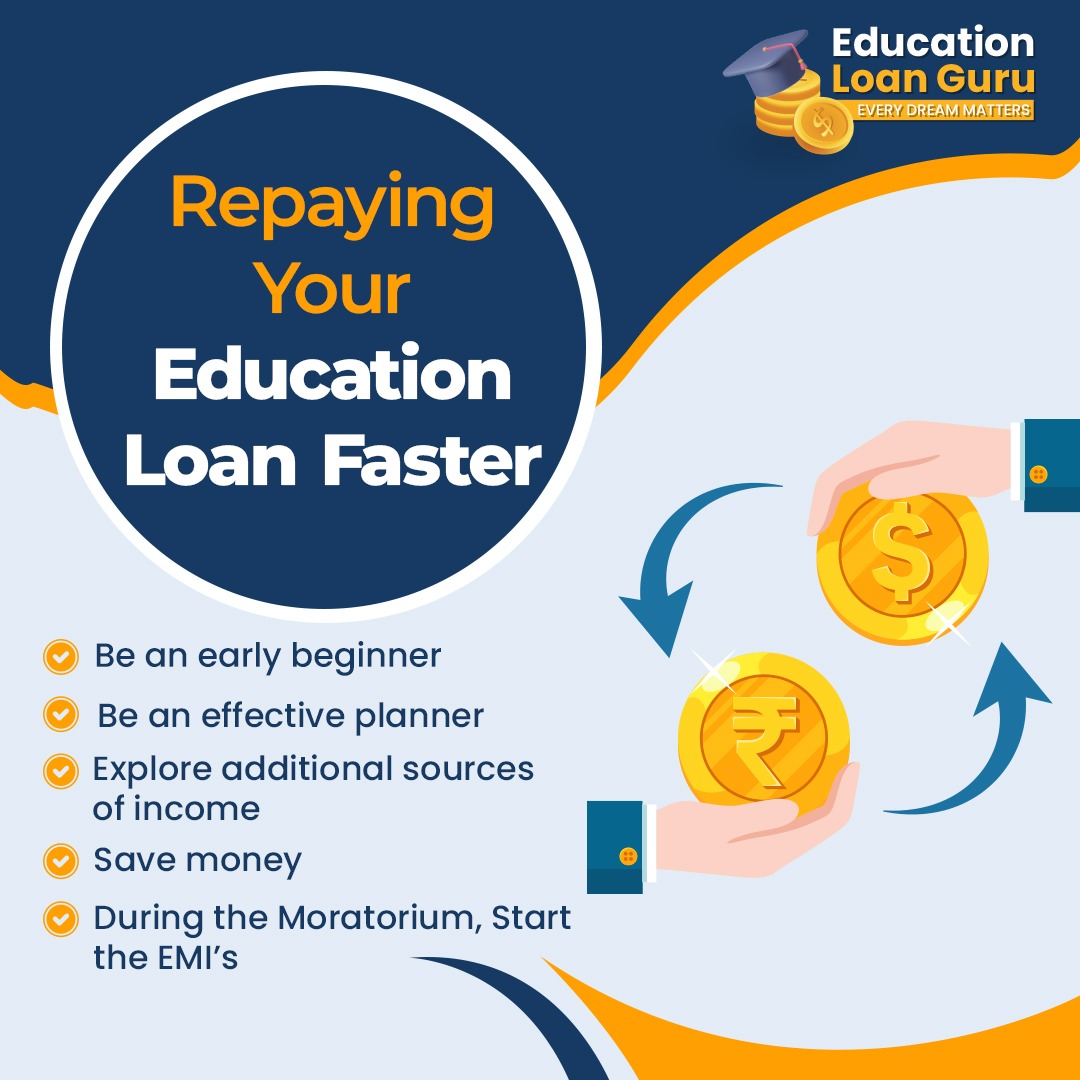 Education
Loan Guru
EVERY DREAM MATTERS
Repaying
Your
Education
Loan Faster
Be an early beginner
Be an effective planner
Explore additional sources
of income
Save money
During the Moratorium, Start
the EMI’s
$
₹